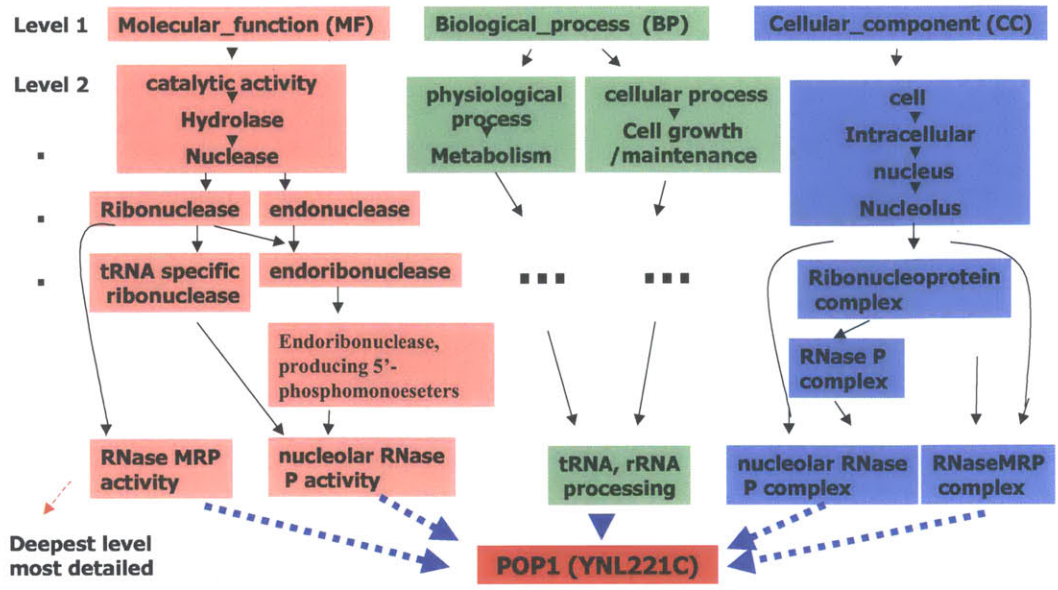 Level 1
Molecular_function (MF)
Biological_process (BP)
Cellular_component (CC)
Level 2
catalytic activity
Hydrolase
Nuclease
physiological
process
Metabolism
cellular process
Cell growth
/maintenance
cell
Intracellular
nucleus
Nucleolus
Ribonuclease
endonuclease
tRNA specific
ribonuclease
endoribonuclease
Ribonucleoprotein
complex
Endoribonuclease,
producing 5'-
phosphomonoeseters
RNase P
complex
RNase MRP
activity
nucleolar RNase
P activity
tRNA, rRNA
processing
nucleolar RNase
P complex
RNaseMRP
complex
Deepest level
most detailed
POP1 (YNL221C)